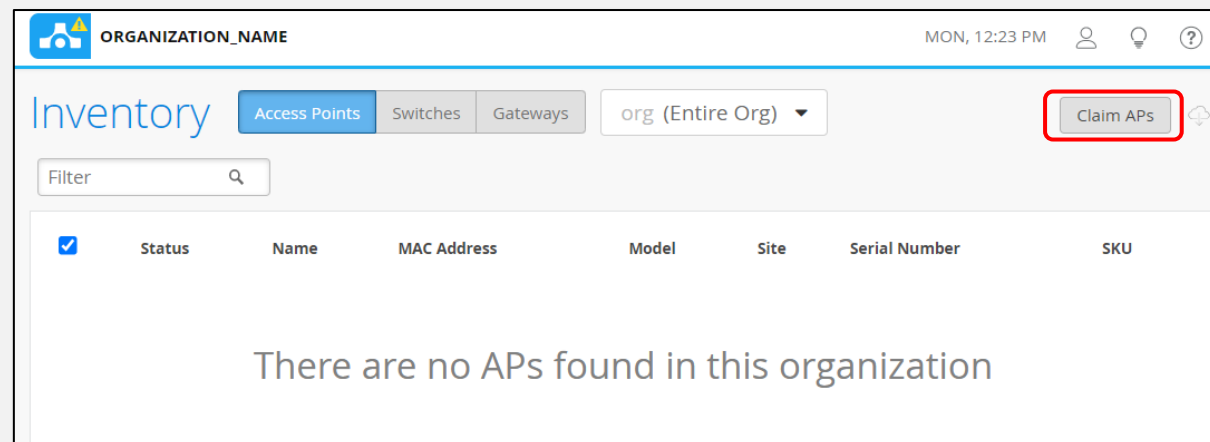 ORGANIZATION_NAME MON, 12:23 PM ?
Inventory Access Points Switches Gateways org (Entire Org) Claim APs
Filter
Status Name MAC Address Model Site Serial Number SKU
There are no APs found in this organization